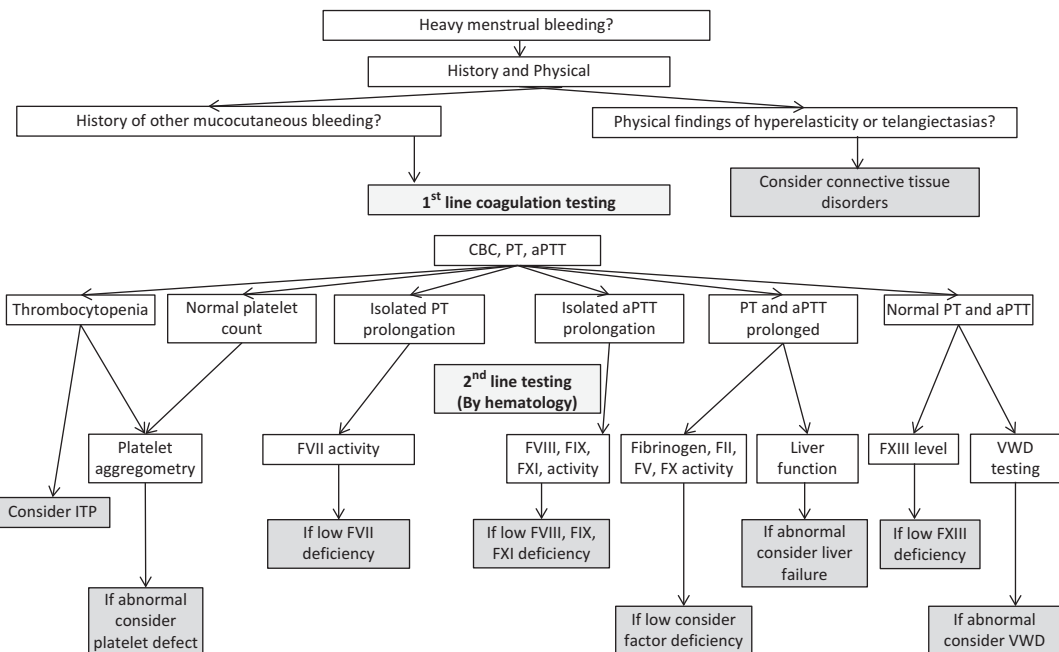 Heavy menstrual bleeding?
History and Physical
History of other mucocutaneous bleeding?
Physical findings of hyperelasticity or telangiectasias?
Consider connective tissue
disorders
1st line coagulation testing
CBC, PT, aPTT
Thrombocytopenia
Normal platelet
count
Isolated PT
prolongation
Isolated aPTT
prolongation
PT and aPTT
prolonged
Normal PT and aPTT
2nd line testing
(By hematology)
Platelet
aggregometry
FVII activity
FVIII, FIX,
FXI, activity
Fibrinogen, FII,
FV, FX activity
Liver
function
FXIII level
VWD
testing
Consider ITP
If low FVII
deficiency
If low FVIII, FIX,
FXI deficiency
If abnormal
consider liver
failure
If low FXIII
deficiency
If abnormal
consider
platelet defect
If low consider
factor deficiency
If abnormal
consider VWD